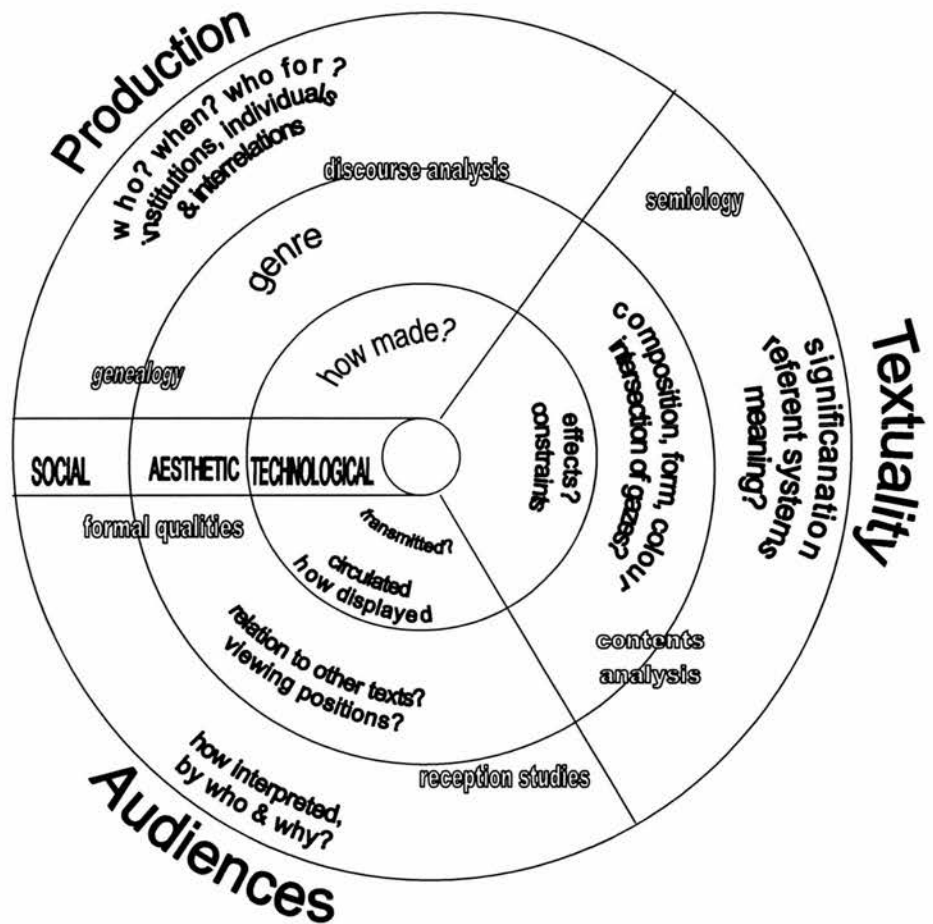 Production
who? when? who for?
institutions, individuals
& interrelations
discourse analysis
genre
how made?
genealogy
SOCIAL
AESTHETIC
TECHNOLOGICAL
semiology
Textuality
significanation
referent systems
meaning?
composition, form, colour,
intersection of gazes?
effects?
constraints
contents
analysis
formal qualities
transmitted?
circulated
how displayed
relation to other texts?
viewing positions?
reception studies
how interpreted,
by who & why?
Audiences